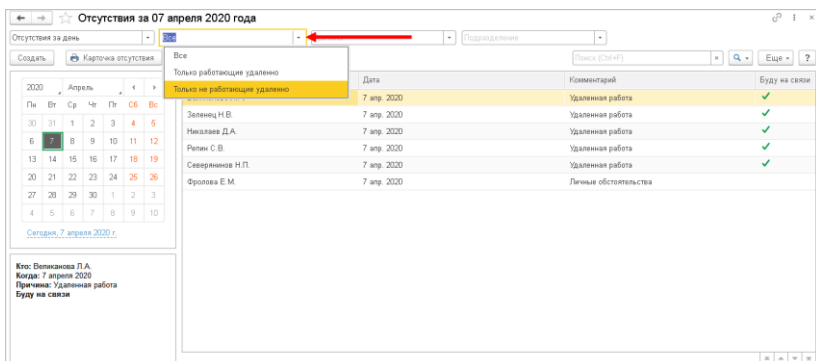 Отсутствия за 07 апреля 2020 года
Отсутствия за день
Все
Подразделение
Создать
Карточка отсутствия
Поиск (Ctrl+F)
Еще
?
Все
Только работающие удаленно
Только не работающие удаленно
Дата
Комментарий
Буду на связи
7 апр. 2020
Удаленная работа
Зеленец Н.В.
7 апр. 2020
Удаленная работа
Николаев Д.А.
7 апр. 2020
Удаленная работа
Репин С.В.
7 апр. 2020
Удаленная работа
Северянинов Н.П.
7 апр. 2020
Удаленная работа
Фролова Е.М.
7 апр. 2020
Личные обстоятельства
2020 Апрель
Пн Вт Ср Чт Пт Сб Вс
30 31 1 2 3 4 5
6 7 8 9 10 11 12
13 14 15 16 17 18 19
20 21 22 23 24 25 26
27 28 29 30 1 2 3
4 5 6 7 8 9 10
Сегодня, 7 апреля 2020 г.
Кто: Великанова Л.А.
Когда: 7 апреля 2020
Причина: Удаленная работа
Буду на связи